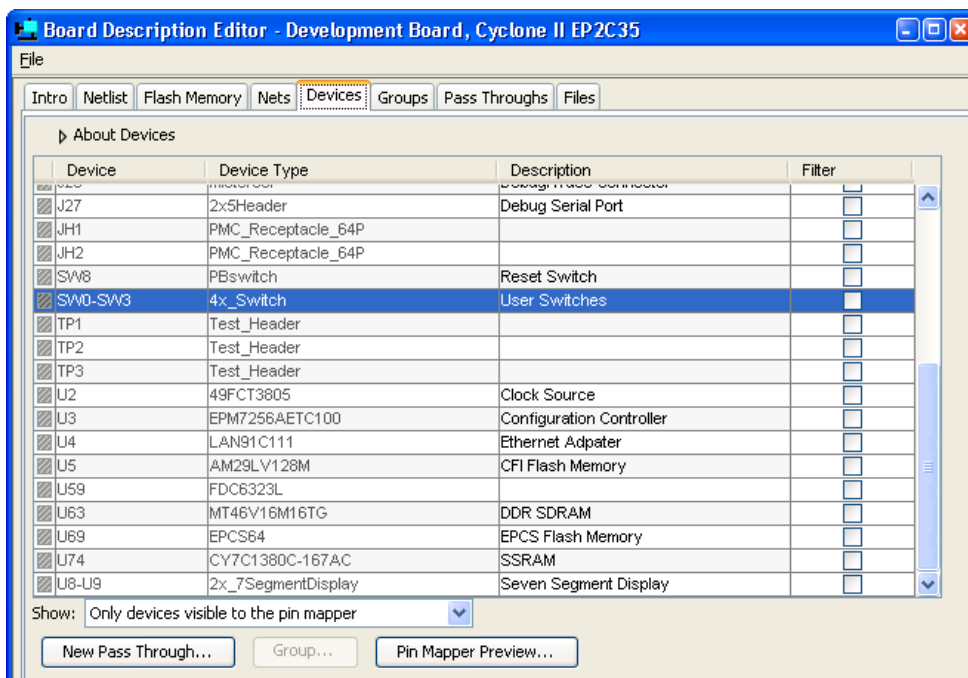 Board Description Editor - Development Board, Cyclone II EP2C35
File
Intro Netlist Flash Memory Nets Devices Groups Pass Throughs Files
About Devices
Device Device Type Description Filter
J27 2x5Header Debug Serial Port
JH1 PMC_Receptacle_64P
JH2 PMC_Receptacle_64P
SW8 PBswitch Reset Switch
SW0-SW3 4x_Switch User Switches
TP1 Test_Header
TP2 Test_Header
TP3 Test_Header
U2 49FCT3805 Clock Source
U3 EPM7256AETC100 Configuration Controller
U4 LAN91C111 Ethernet Adpater
U5 AM29LV128M CFI Flash Memory
U59 FDC6323L
U63 MT46V16M16TG DDR SDRAM
U69 EPCS64 EPCS Flash Memory
U74 CY7C1380C-167AC SSRAM
U8-U9 2x_7SegmentDisplay Seven Segment Display
Show: Only devices visible to the pin mapper
New Pass Through... Group... Pin Mapper Preview...